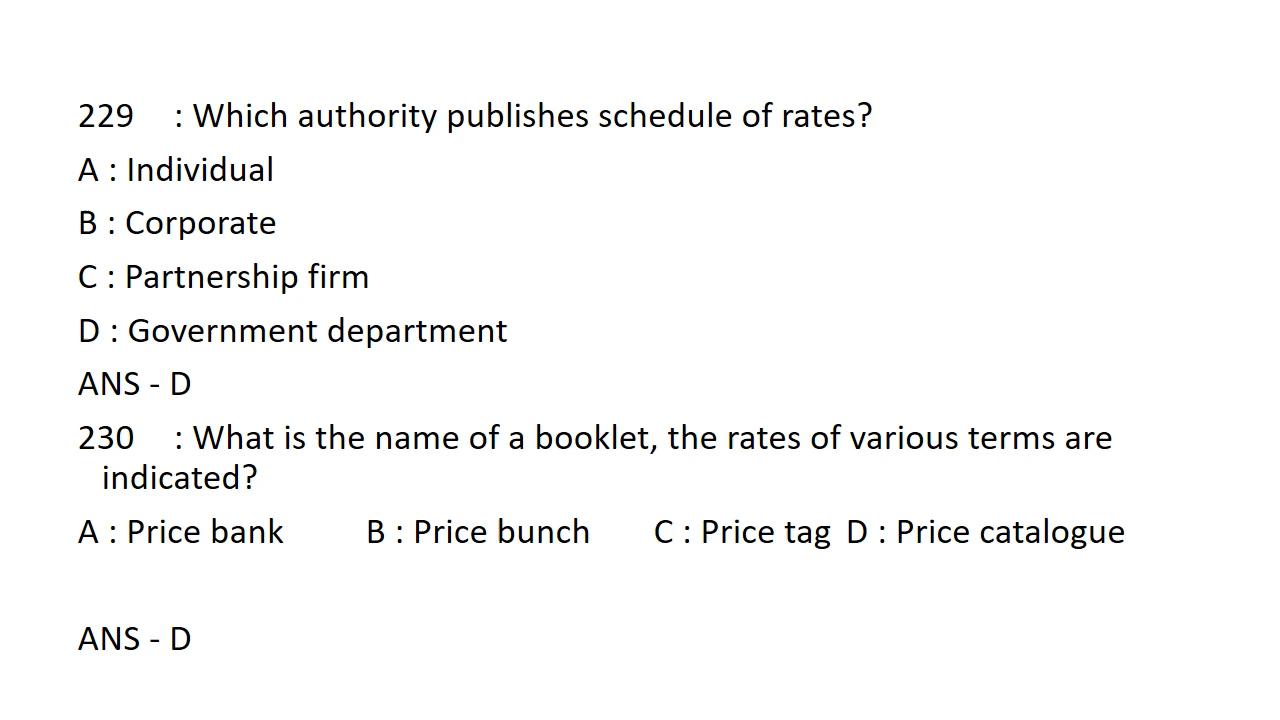 229 : Which authority publishes schedule of rates?
A : Individual
B : Corporate
C : Partnership firm
D : Government department
ANS - D
230 : What is the name of a booklet, the rates of various terms are
indicated?
A : Price bank B : Price bunch C : Price tag D : Price catalogue
ANS - D